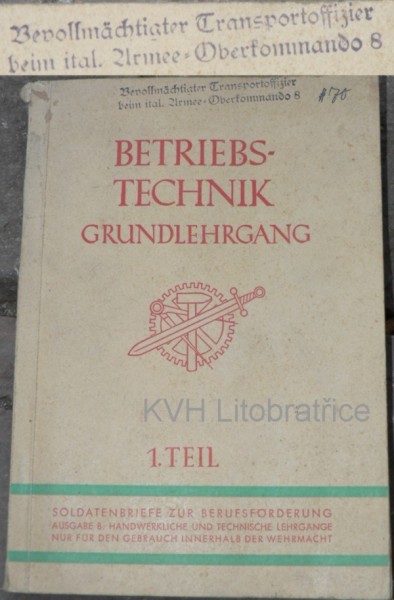 Bevollmächtigter Transportoffizier
beim ital. Armee-Oberkommando 8
Bevollmächtigter Transportoffizier
beim ital. Armee-Oberkommando 8
BETRIEBS-
TECHNIK
GRUNDLEHRGANG
KVH Litobratřice
1. TEIL
SOLDATENBRIEFE ZUR BERUFSFÖRDERUNG
AUSGABE B: HANDWERKLICHE UND TECHNISCHE LEHRGÄNGE
NUR FÜR DEN GEBRAUCH INNERHALB DER WEHRMACHT